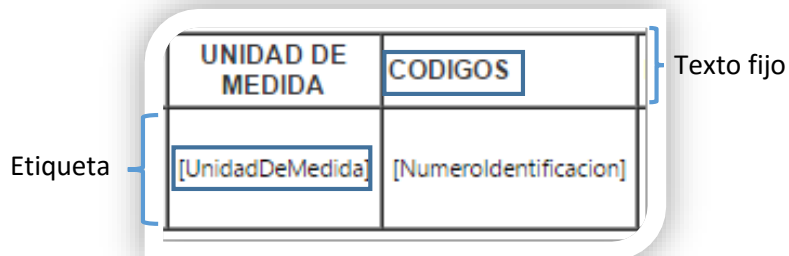 UNIDAD DE
MEDIDA
CODIGOS
Texto fijo
Etiqueta
[UnidadDeMedida]
[NumeroIdentificacion]